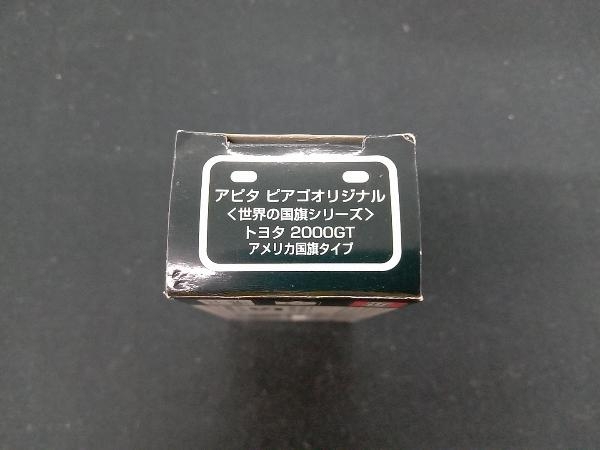 アピタ ピアゴオリジナル
＜世界の国旗シリーズ＞
トヨタ 2000GT
アメリカ国旗タイプ